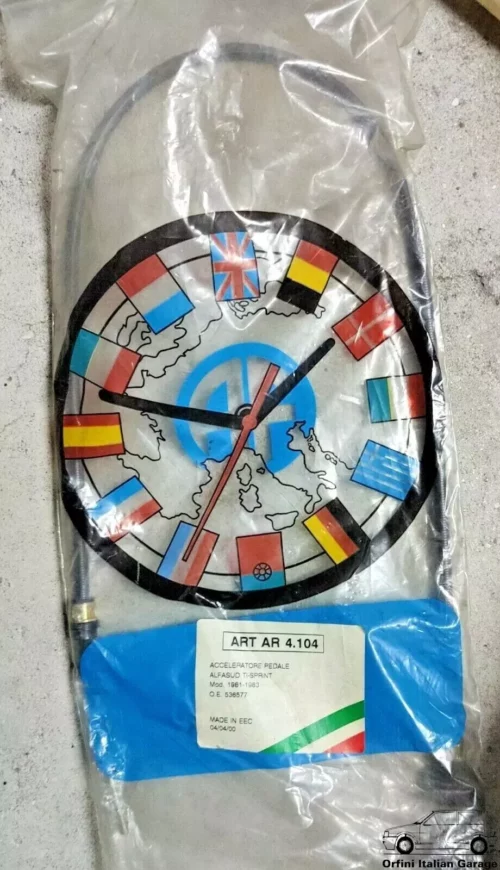 ART AR 4.104
ACCELERATORE PEDALE
ALFASUD TI-SPRINT
Mod. 1981-1983
O.E. 536577
MADE IN EEC
04/04/00
Orfini Italian Garage